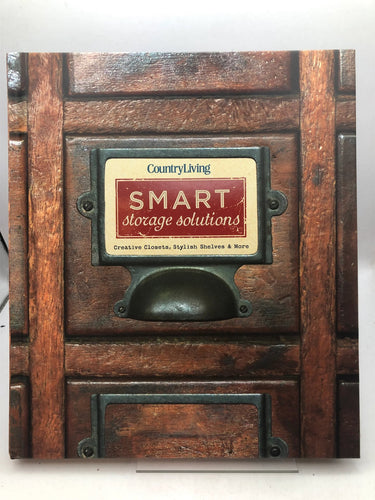 CountryLiving
SMART
storage solutions
Creative Closets, Stylish Shelves & More